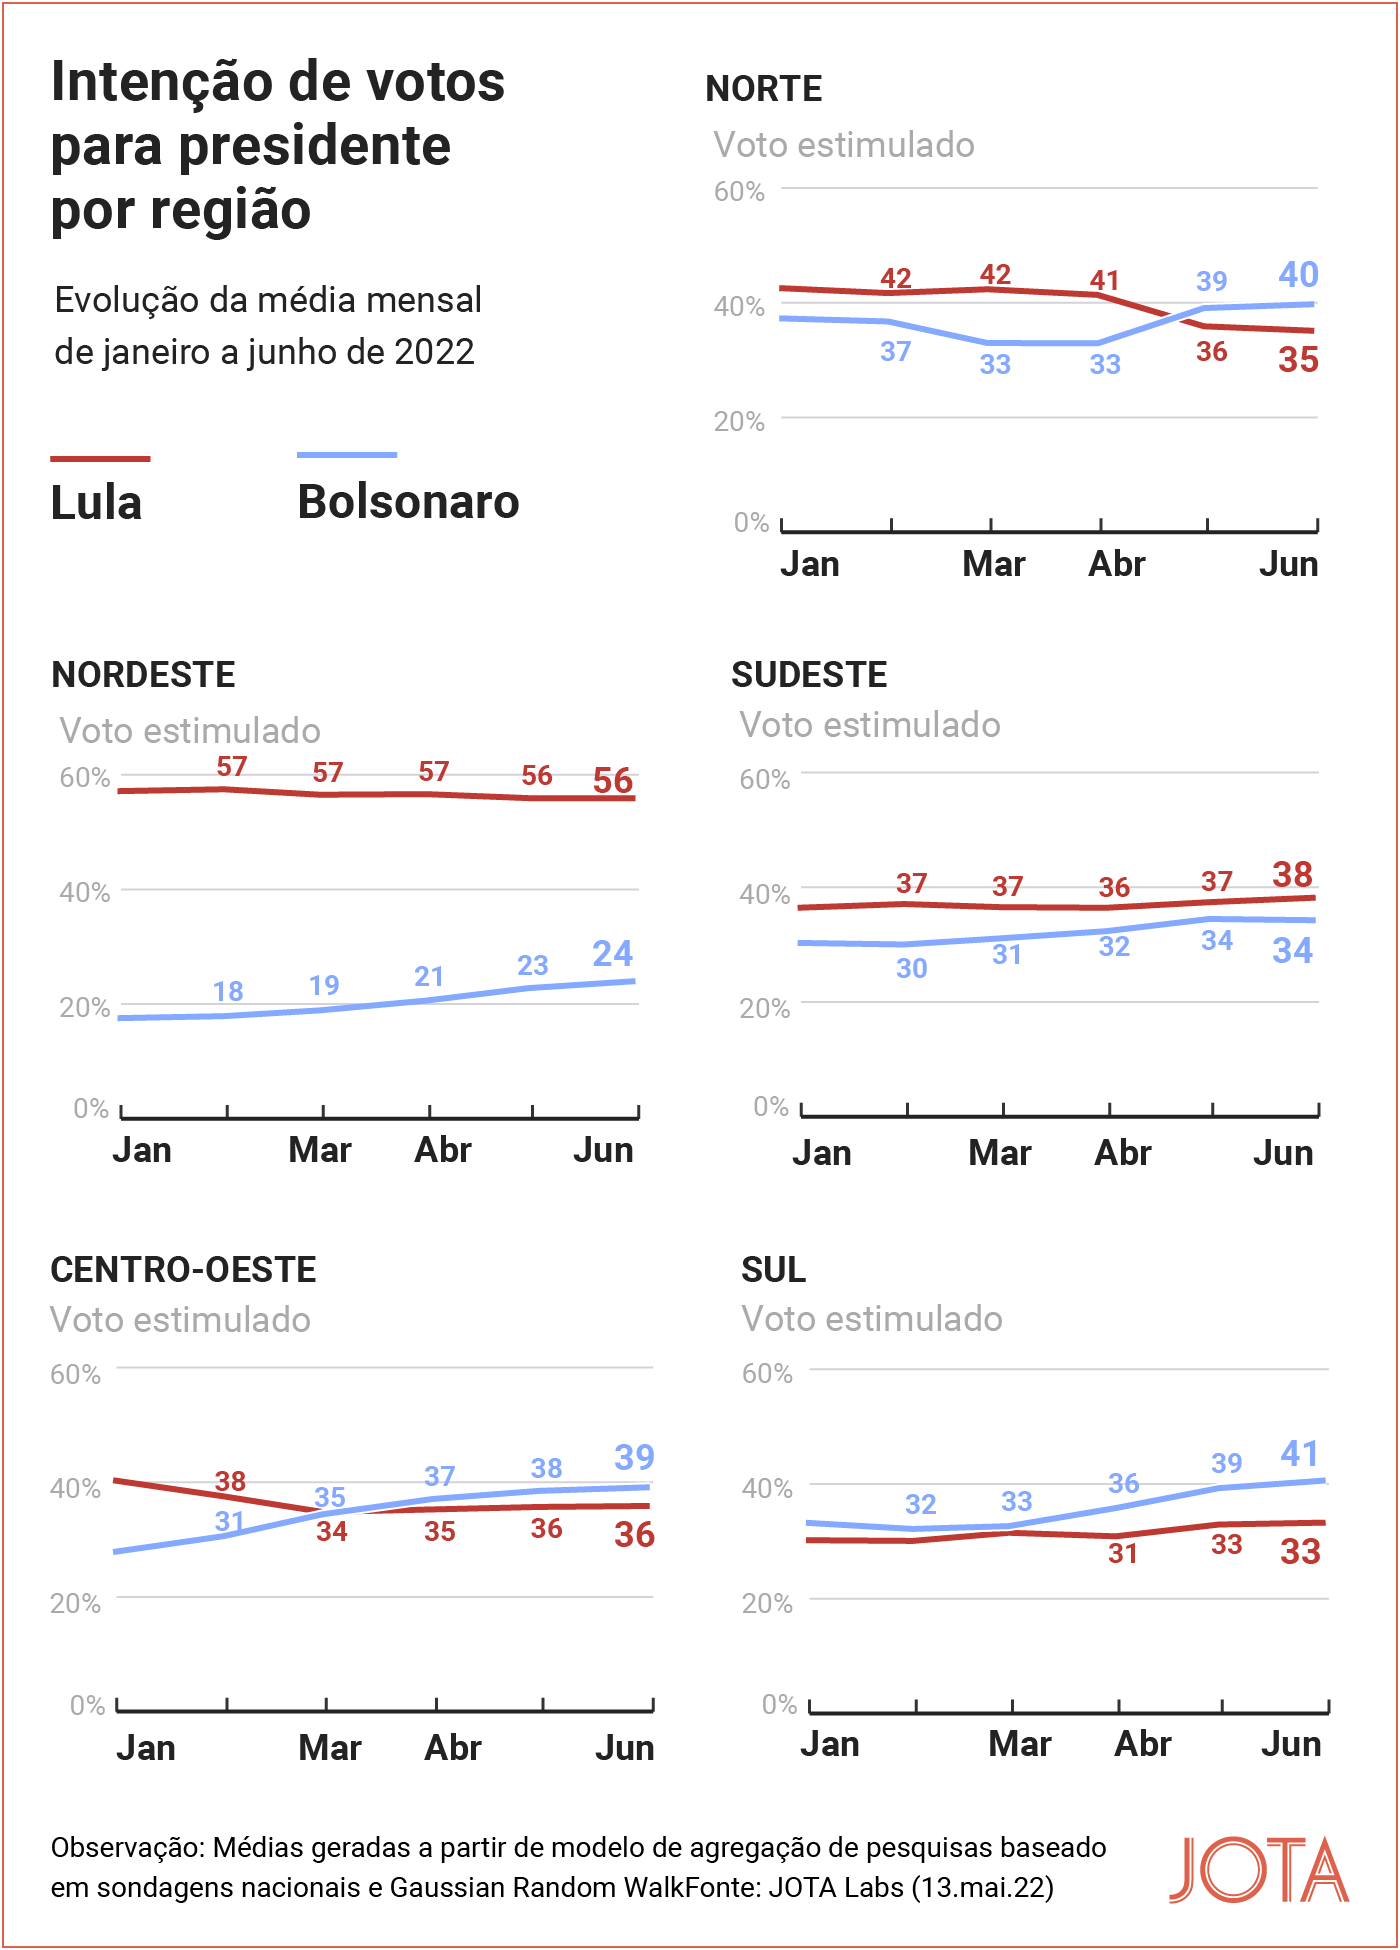 Intenção de votos
para presidente
por região
Evolução da média mensal
de janeiro a junho de 2022
Lula
Bolsonaro
NORTE
Voto estimulado
60%
40%
20%
0%
42 42 41 39 40
37 33 33 36 35
Jan Mar Abr Jun
NORDESTE
Voto estimulado
60%
40%
20%
0%
57 57 57 56 56
18 19 21 23 24
Jan Mar Abr Jun
SUDESTE
Voto estimulado
60%
40%
20%
0%
37 37 36 37 38
30 31 32 34 34
Jan Mar Abr Jun
CENTRO-OESTE
Voto estimulado
60%
40%
20%
0%
38 35 37 38 39
31 34 35 36 36
Jan Mar Abr Jun
SUL
Voto estimulado
60%
40%
20%
0%
32 33 36 39 41
31 33 33
Jan Mar Abr Jun
Observação: Médias geradas a partir de modelo de agregação de pesquisas baseado
em sondagens nacionais e Gaussian Random WalkFonte: JOTA Labs (13.mai.22)
JOTA